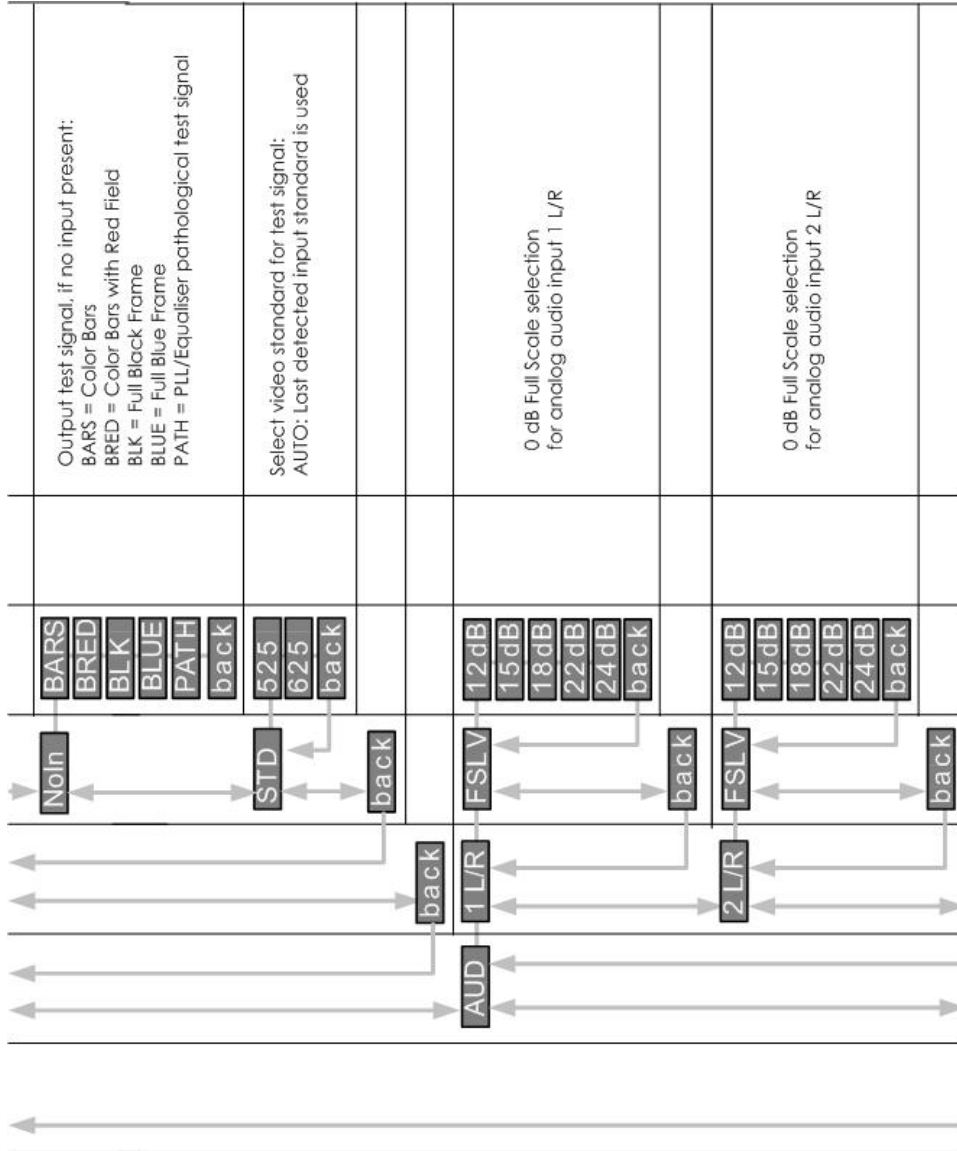 Output test signal, if no input present:
BARS = Color Bars
BRED = Color Bars with Red Field
BLK = Full Black Frame
BLUE = Full Blue Frame
PATH = PLL/Equaliser pathological test signal
NoIn
BARS
BRED
BLK
BLUE
PATH
back
Select video standard for test signal:
AUTO: Last detected input standard is used
STD
525
625
back
back
back
AUD
1 L/R
FSLV
12dB
15dB
18dB
22dB
24dB
back
back
0 dB Full Scale selection
for analog audio input 1 L/R
2 L/R
FSLV
12dB
15dB
18dB
22dB
24dB
back
back
0 dB Full Scale selection
for analog audio input 2 L/R